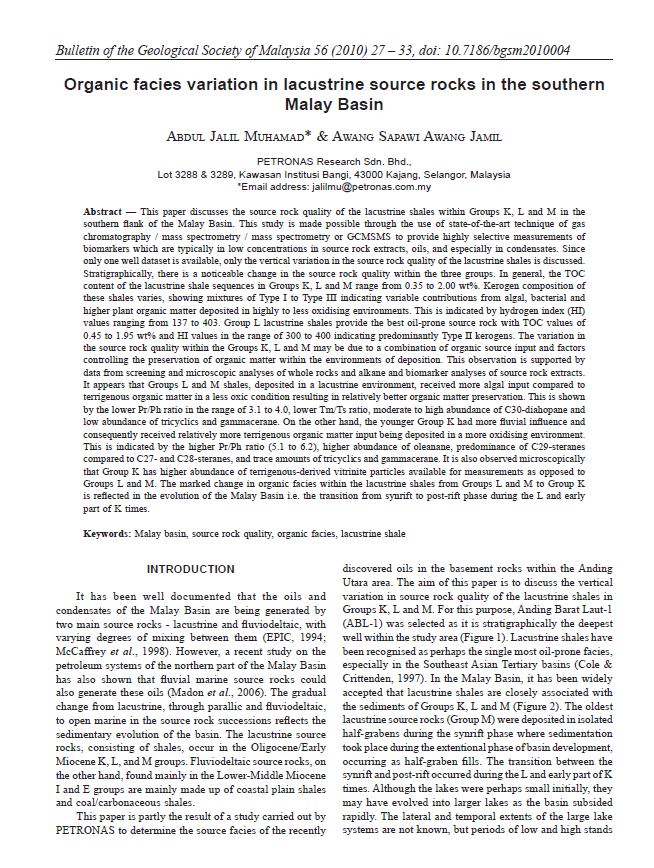 Bulletin of the Geological Society of Malaysia 56 (2010) 27 – 33, doi: 10.7186/bgsm2010004
Organic facies variation in lacustrine source rocks in the southern
Malay Basin
Abdul Jalil Muhamad* & Awang Sapawi Awang Jamil
PETRONAS Research Sdn. Bhd.,
Lot 3288 & 3289, Kawasan Institusi Bangi, 43000 Kajang, Selangor, Malaysia
*Email address: jalilmu@petronas.com.my
Abstract — This paper discusses the source rock quality of the lacustrine shales within Groups K, L and M in the
southern flank of the Malay Basin. This study is made possible through the use of state-of-the-art technique of gas
chromatography / mass spectrometry / mass spectrometry or GCMSMS to provide highly selective measurements of
biomarkers which are typically in low concentrations in source rock extracts, oils, and especially in condensates. Since
only one well dataset is available, only the vertical variation in the source rock quality of the lacustrine shales is discussed.
Stratigraphically, there is a noticeable change in the source rock quality within the three groups. In general, the TOC
content of the lacustrine shale sequences in Groups K, L and M range from 0.35 to 2.00 wt%. Kerogen composition of
these shales varies, showing mixtures of Type I to Type III indicating variable contributions from algal, bacterial and
higher plant organic matter deposited in highly to less oxidising environments. This is indicated by hydrogen index (HI)
values ranging from 137 to 403. Group L lacustrine shales provide the best oil-prone source rock with TOC values of
0.45 to 1.95 wt% and HI values in the range of 300 to 400 indicating predominantly Type II kerogens. The variation in
the source rock quality within the Groups K, L and M may be due to a combination of organic source input and factors
controlling the preservation of organic matter within the environments of deposition. This observation is supported by
data from screening and microscopic analyses of whole rocks and alkane and biomarker analyses of source rock extracts.
It appears that Groups L and M shales, deposited in a lacustrine environment, received more algal input compared to
terrigenous organic matter in a less oxic condition resulting in relatively better organic matter preservation. This is shown
by the lower Pr/Ph ratio in the range of 3.1 to 4.0, lower Tm/Ts ratio, moderate to high abundance of C30-diahopane and
low abundance of tricyclics and gammacerane. On the other hand, the younger Group K had more fluvial influence and
consequently received relatively more terrigenous organic matter input being deposited in a more oxidising environment.
This is indicated by the higher Pr/Ph ratio (5.1 to 6.2), higher abundance of oleanane, predominance of C29-steranes
compared to C27- and C28-steranes, and trace amounts of tricyclics and gammacerane. It is also observed microscopically
that Group K has higher abundance of terrigenous-derived vitrinite particles available for measurements as opposed to
Groups L and M. The marked change in organic facies within the lacustrine shales from Groups L and M to Group K
is reflected in the evolution of the Malay Basin i.e. the transition from synrift to post-rift phase during the L and early
part of K times.
Keywords: Malay basin, source rock quality, organic facies, lacustrine shale
INTRODUCTION
It has been well documented that the oils and
condensates of the Malay Basin are being generated by
two main source rocks - lacustrine and fluviodeltaic, with
varying degrees of mixing between them (EPIC, 1994;
McCaffrey et al., 1998). However, a recent study on the
petroleum systems of the northern part of the Malay Basin
has also shown that fluvial marine source rocks could
also generate these oils (Madon et al., 2006). The gradual
change from lacustrine, through parallic and fluviodeltaic,
to open marine in the source rock successions reflects the
sedimentary evolution of the basin. The lacustrine source
rocks, consisting of shales, occur in the Oligocene/Early
Miocene K, L, and M groups. Fluviodeltaic source rocks, on
the other hand, found mainly in the Lower-Middle Miocene
I and E groups are mainly made up of coastal plain shales
and coal/carbonaceous shales.
This paper is partly the result of a study carried out by
PETRONAS to determine the source facies of the recently
discovered oils in the basement rocks within the Anding
Utara area. The aim of this paper is to discuss the vertical
variation in source rock quality of the lacustrine shales in
Groups K, L and M. For this purpose, Anding Barat Laut-1
(ABL-1) was selected as it is stratigraphically the deepest
well within the study area (Figure 1). Lacustrine shales have
been recognised as perhaps the single most oil-prone facies,
especially in the Southeast Asian Tertiary basins (Cole &
Crittenden, 1997). In the Malay Basin, it has been widely
accepted that lacustrine shales are closely associated with
the sediments of Groups K, L and M (Figure 2). The oldest
lacustrine source rocks (Group M) were deposited in isolated
half-grabens during the synrift phase where sedimentation
took place during the extentional phase of basin development,
occurring as half-graben fills. The transition between the
synrift and post-rift occurred during the L and early part of K
times. Although the lakes were perhaps small initially, they
may have evolved into larger lakes as the basin subsided
rapidly. The lateral and temporal extents of the large lake
systems are not known, but periods of low and high stands